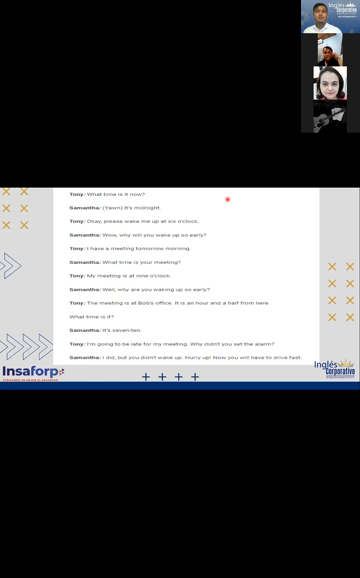 Inglés
Corporativo
Tony: What time is it now?
Samantha: (Yawn) It's midnight.
Tony: Okay, please wake me up at six o'clock.
Samantha: Wow, why will you wake up so early?
Tony: I have a meeting tomorrow morning.
Samantha: What time is your meeting?
Tony: My meeting is at nine o'clock.
Samantha: Well, why are you waking up so early?
Tony: The meeting is at Bob's office. It is an hour and a half from here.
What time is it?
Samantha: It's seven-ten.
Tony: I'm going to be late for my meeting. Why didn't you set the alarm?
Samantha: I did, but you didn't wake up. Hurry up! Now you will have to drive fast.
Insaforp
Inglés
Corporativo